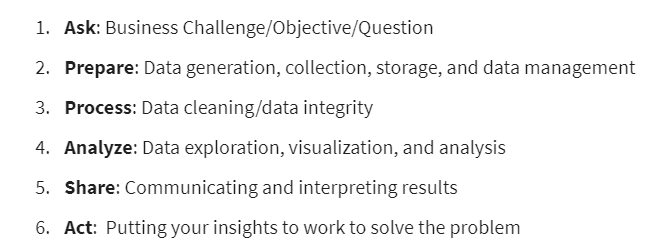 1. Ask: Business Challenge/Objective/Question
2. Prepare: Data generation, collection, storage, and data management
3. Process: Data cleaning/data integrity
4. Analyze: Data exploration, visualization, and analysis
5. Share: Communicating and interpreting results
6. Act: Putting your insights to work to solve the problem